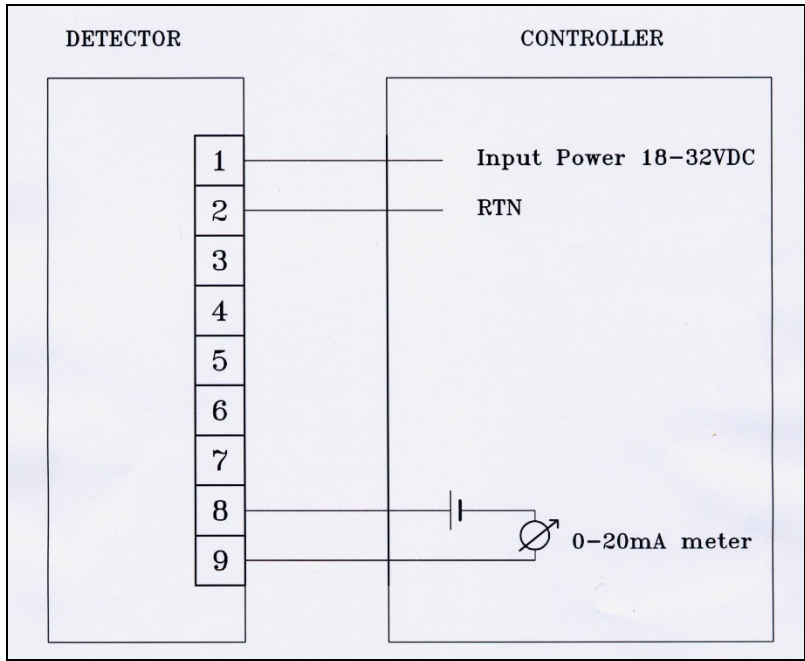 DETECTOR CONTROLLER
1 Input Power 18-32VDC
2 RTN
3
4
5
6
7
8
9 0-20mA meter